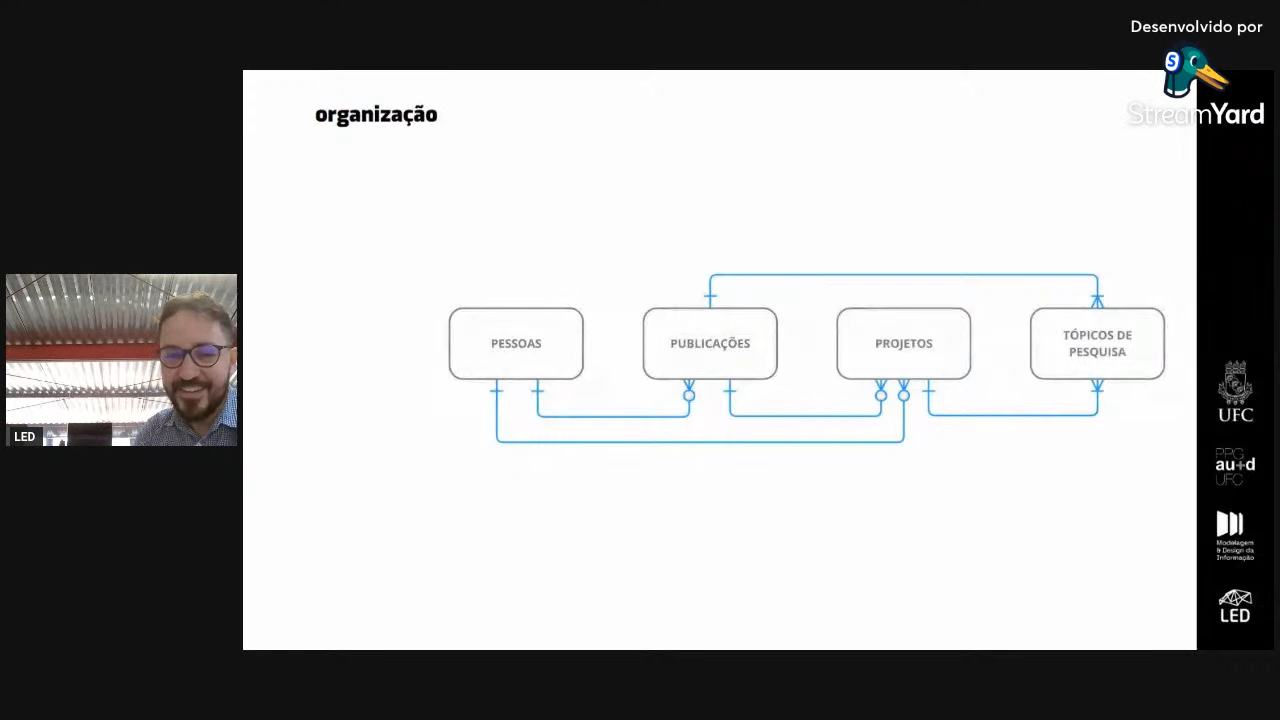 Desenvolvido por
StreamYard
organização
PESSOAS
PUBLICAÇÕES
PROJETOS
TÓPICOS DE
PESQUISA
LED
UFC
PPG
au+d
UFC
Modelagem
& Design da
Informação
LED